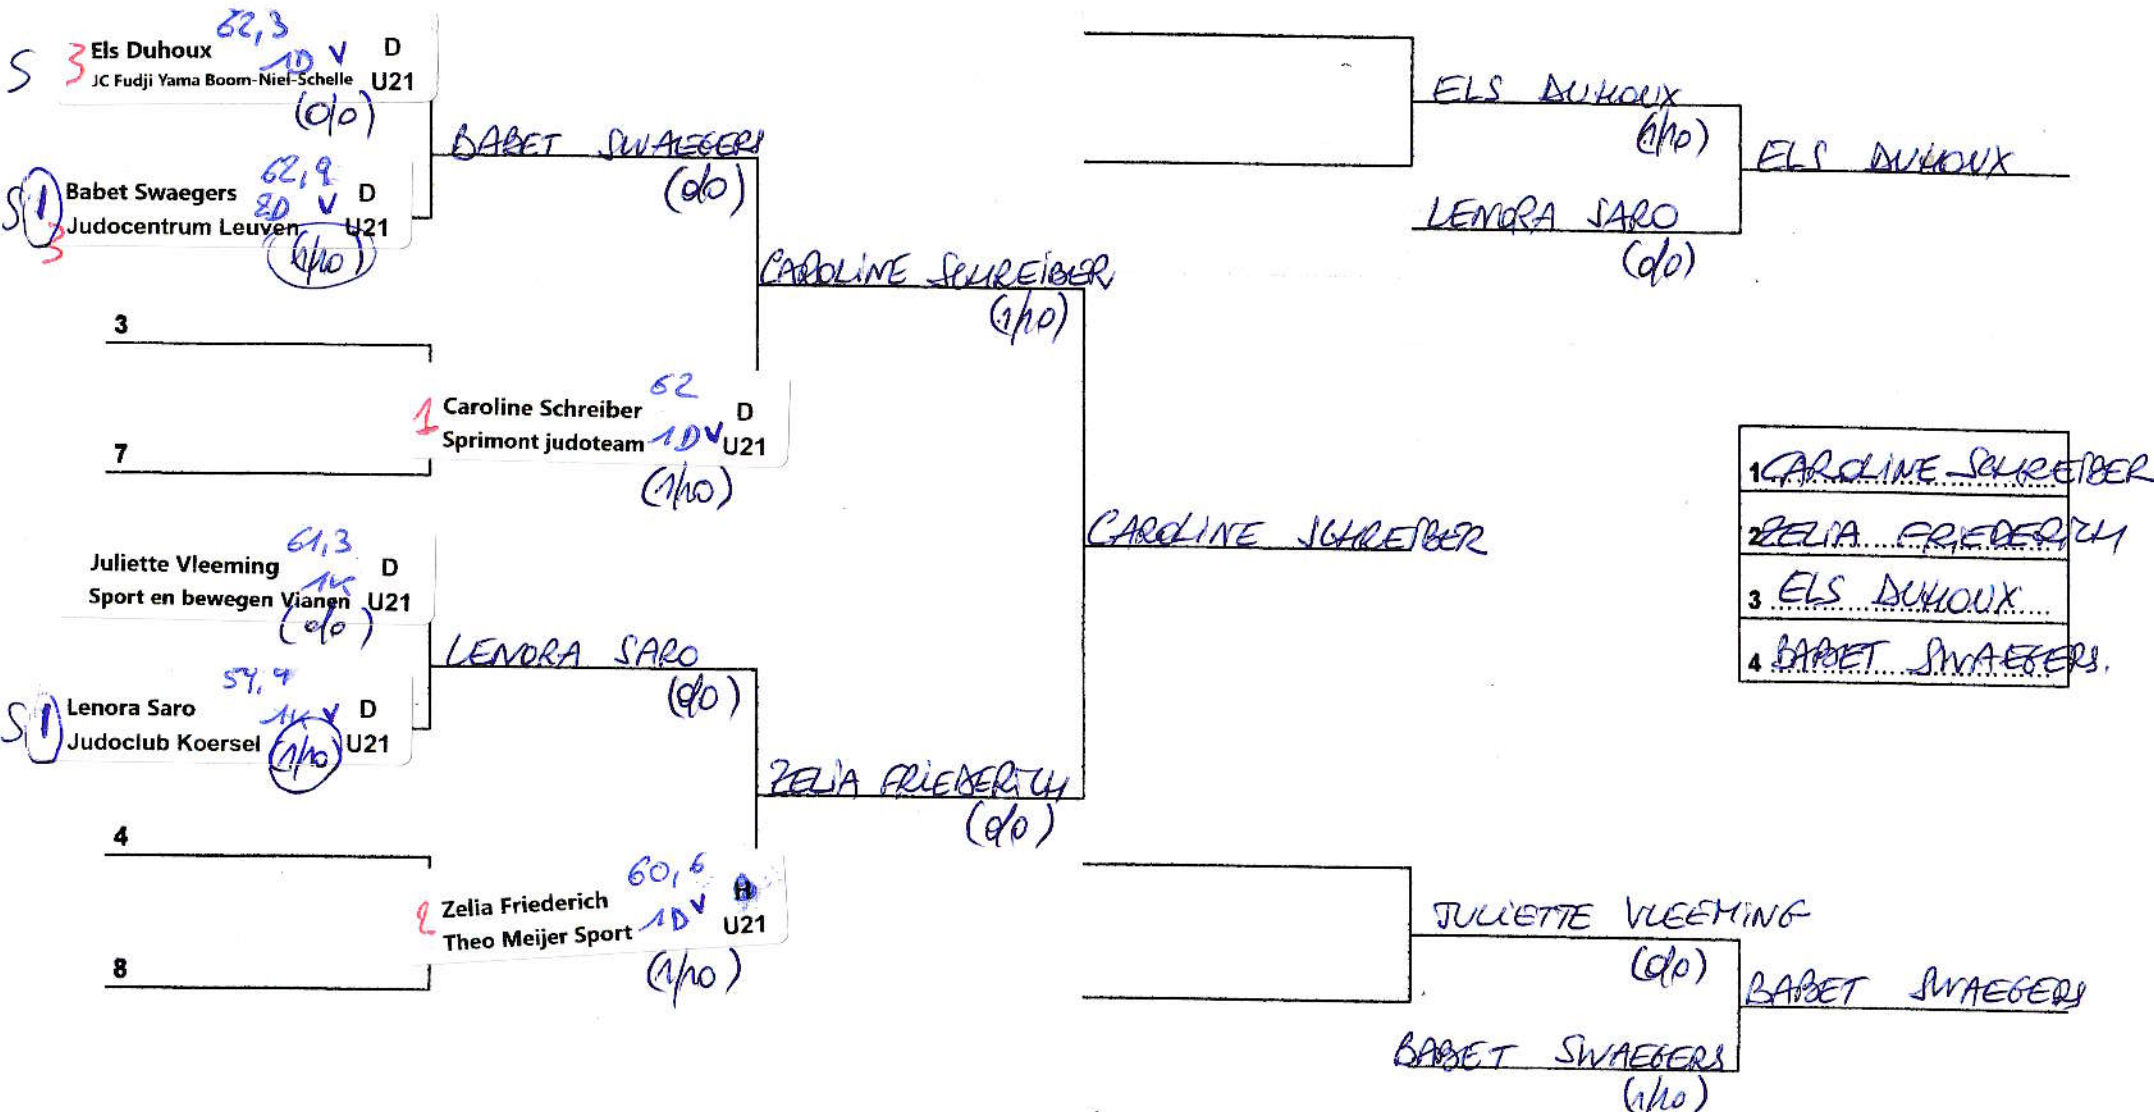 62,3
S 3 Els Duhoux 1D V D
JC Fudji Yama Boom-Niel-Schelle U21
(0/0)
BABET SWAEGERS
(0/0)
62,9
S 1 Babet Swaegers 2D V D
3 Judocentrum Leuven U21
(1/10)
CAROLINE SCHREIBER
(1/10)
3
62
1 Caroline Schreiber D
Sprimont judoteam 1D V U21
(1/10)
7
CAROLINE SCHREIBER
61,3
Juliette Vleeming 1K D
Sport en bewegen Vianen U21
(0/0)
LENORA SARO
(0/0)
S 1 Lenora Saro 1K V D
Judoclub Koersel U21
(1/10)
ZELIA FRIEDERICH
(0/0)
4
60,6
2 Zelia Friederich
Theo Meijer Sport 1D V U21
(1/10)
8
ELS DUHOUX
(1/10)
ELS DUHOUX
LENORA SARO
(0/0)
1 CAROLINE SCHREIBER
2 ZELIA FRIEDERICH
3 ELS DUHOUX
4 BABET SWAEGERS.
JULIETTE VLEEMING
(0/0)
BABET SWAEGERS
BABET SWAEGERS
(1/10)